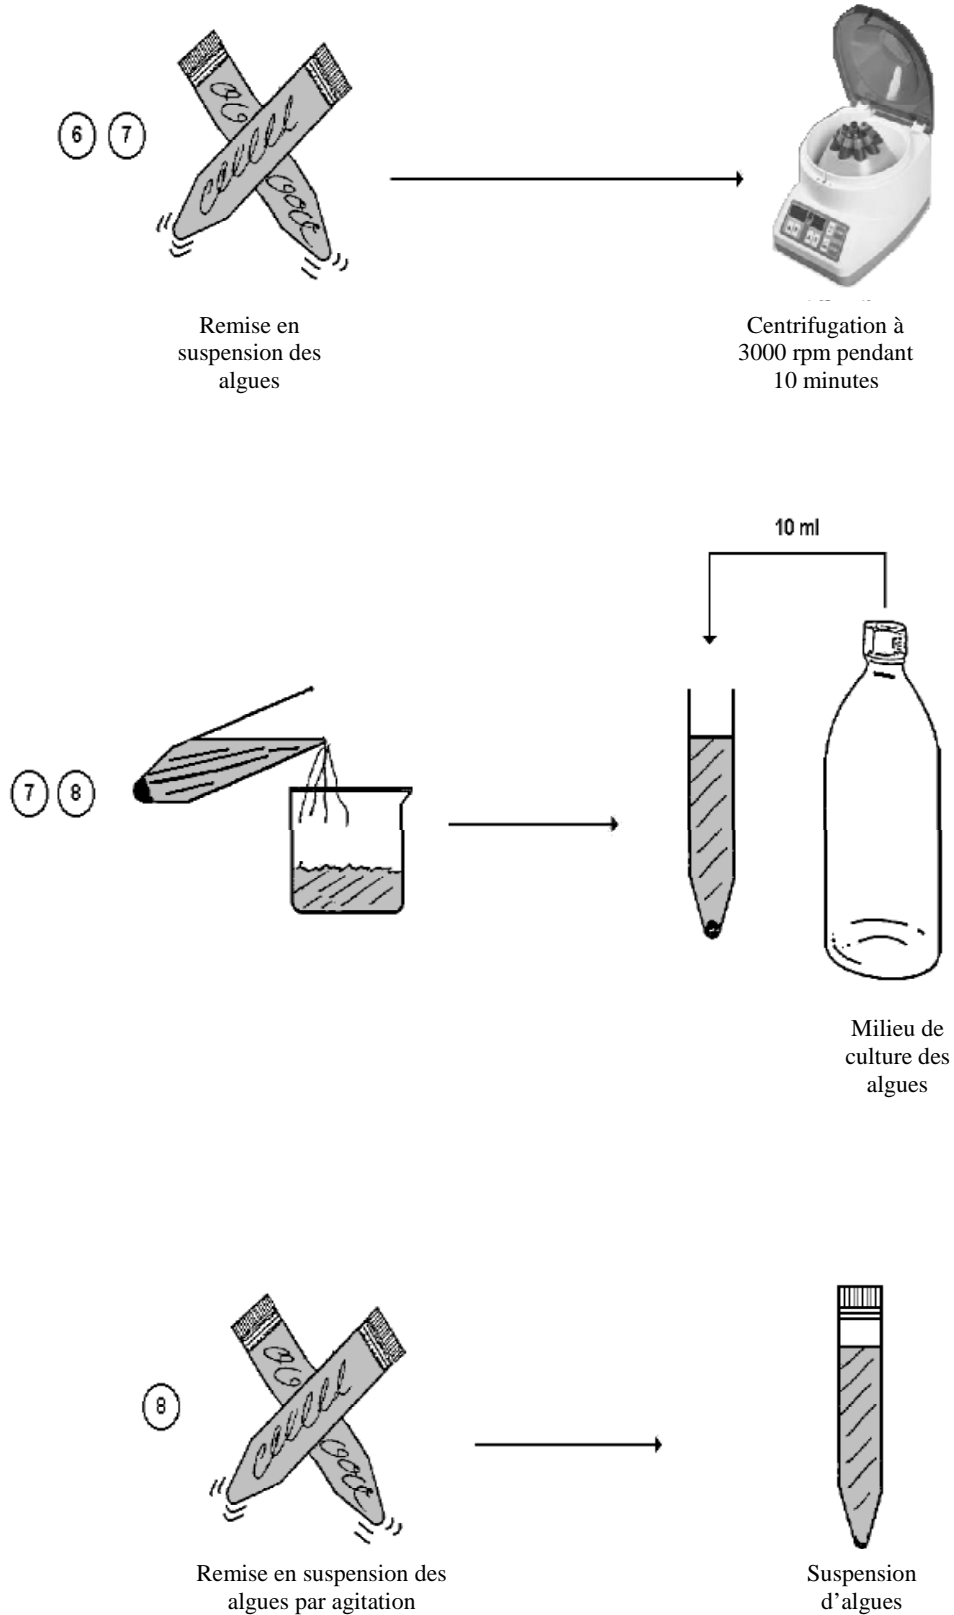 6 7
Remise en
suspension des
algues
Centrifugation à
3000 rpm pendant
10 minutes
10 ml
7 8
Milieu de
culture des
algues
8
Remise en suspension des
algues par agitation
Suspension
d'algues